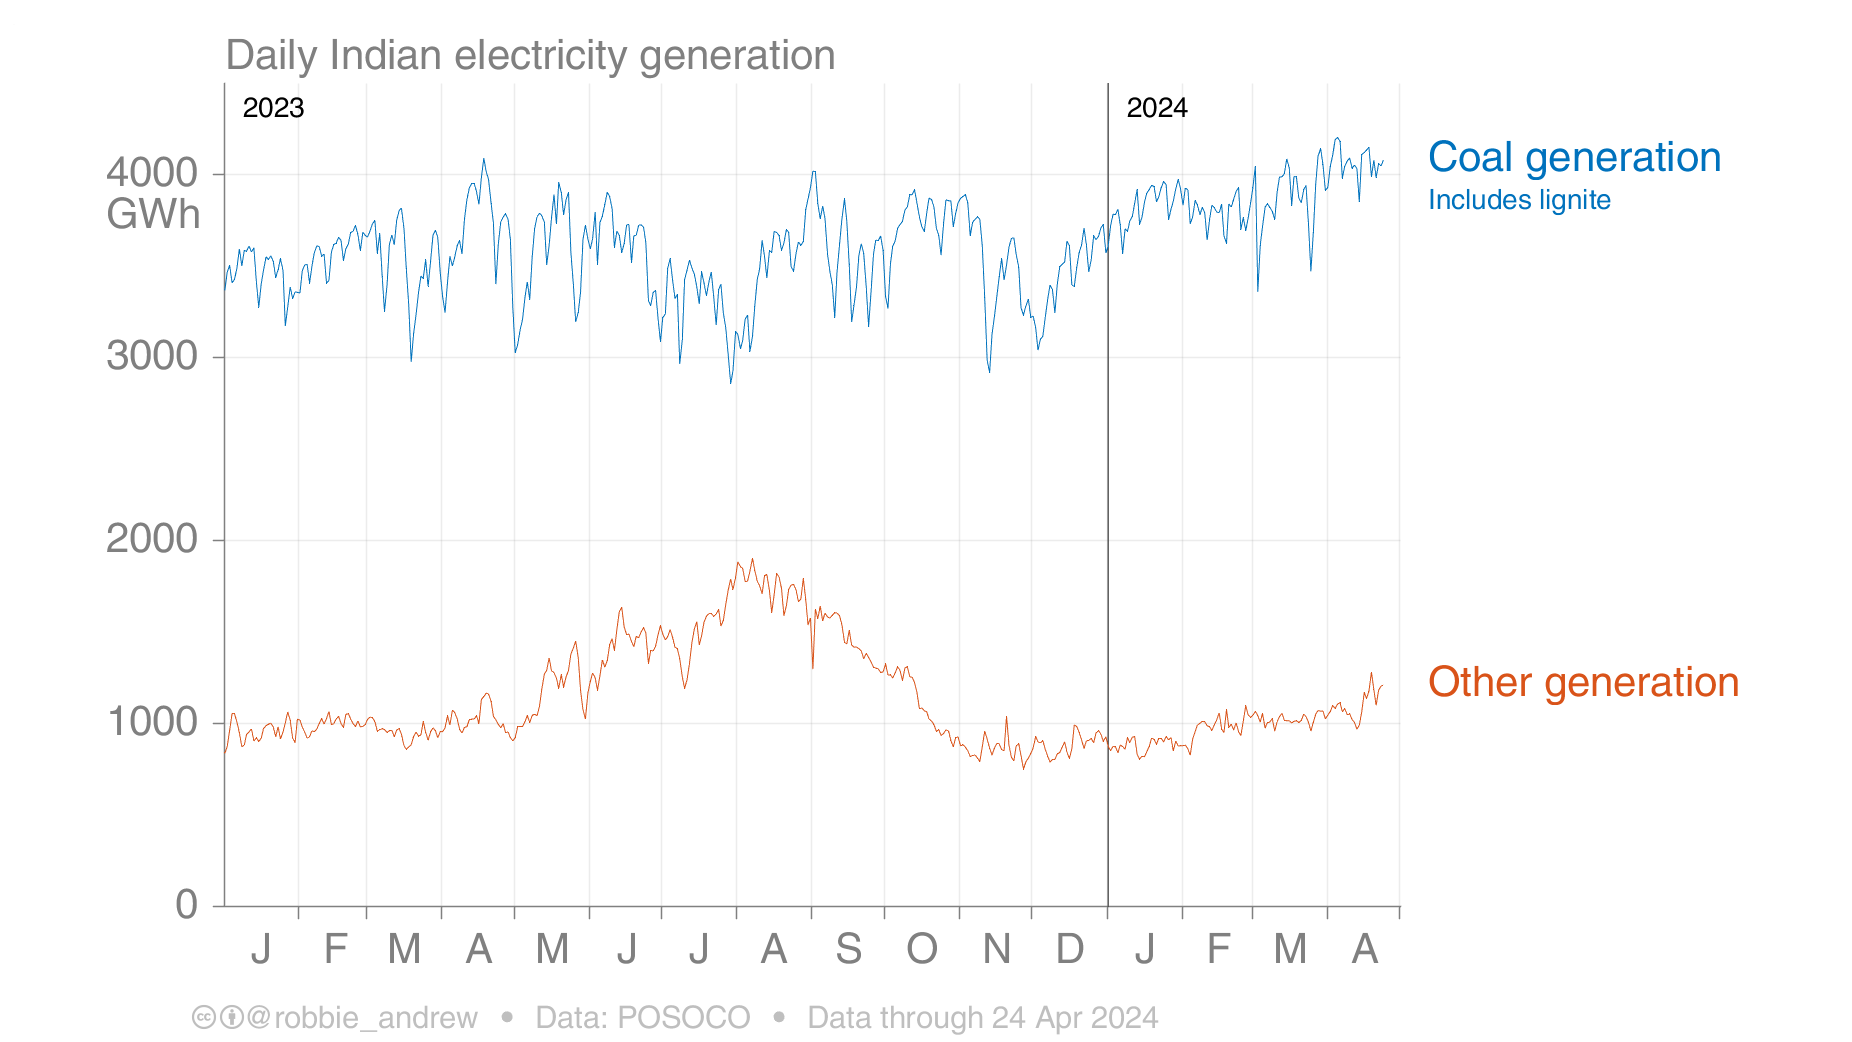 Daily Indian electricity generation
2023
2024
4000
GWh
3000
2000
1000
0
Coal generation
Includes lignite
Other generation
J F M A M J J A S O N D J F M A
@robbie_andrew • Data: POSOCO • Data through 24 Apr 2024